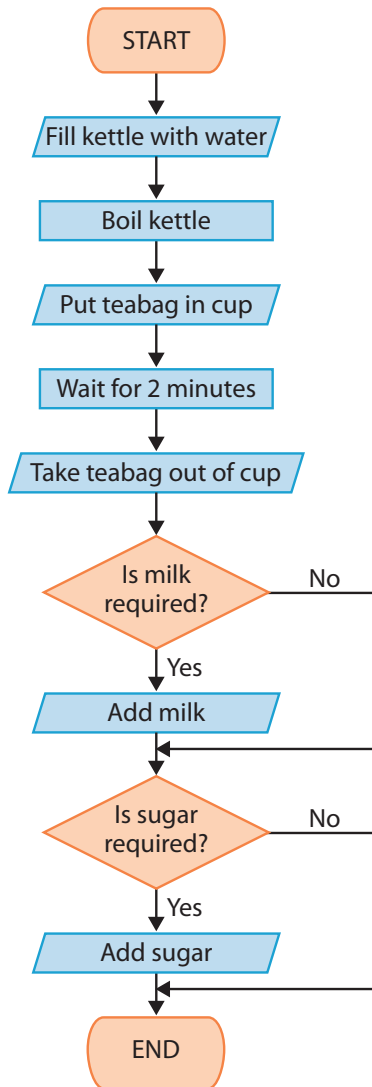 START
Fill kettle with water
Boil kettle
Put teabag in cup
Wait for 2 minutes
Take teabag out of cup
Is milk
required?
No
Yes
Add milk
Is sugar
required?
No
Yes
Add sugar
END